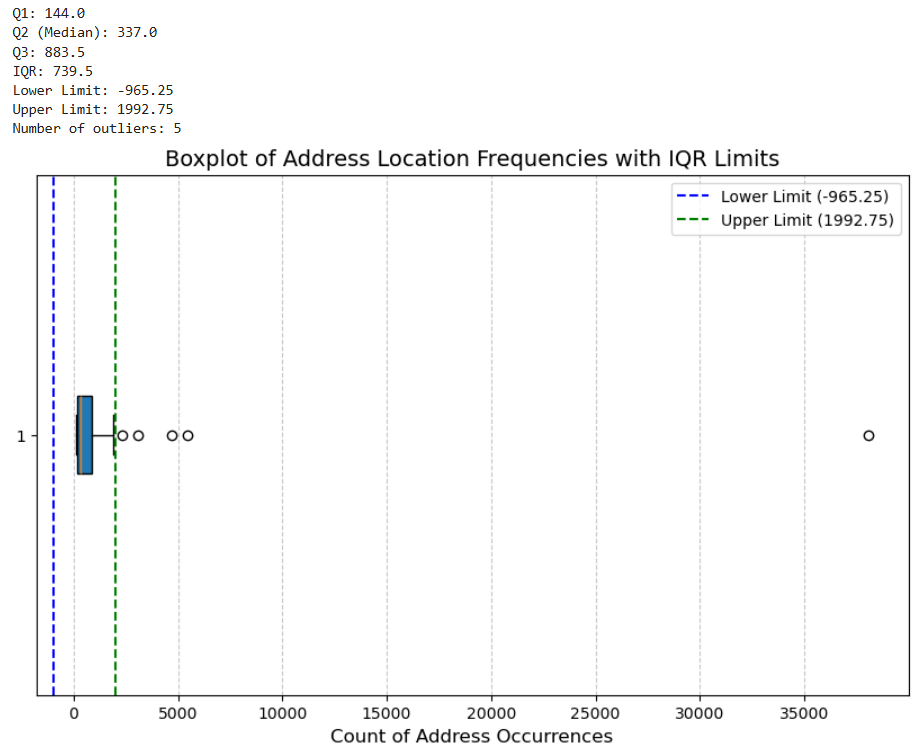 Q1: 144.0
Q2 (Median): 337.0
Q3: 883.5
IQR: 739.5
Lower Limit: -965.25
Upper Limit: 1992.75
Number of outliers: 5
Boxplot of Address Location Frequencies with IQR Limits
Lower Limit (-965.25)
Upper Limit (1992.75)
1
0 5000 10000 15000 20000 25000 30000 35000
Count of Address Occurrences